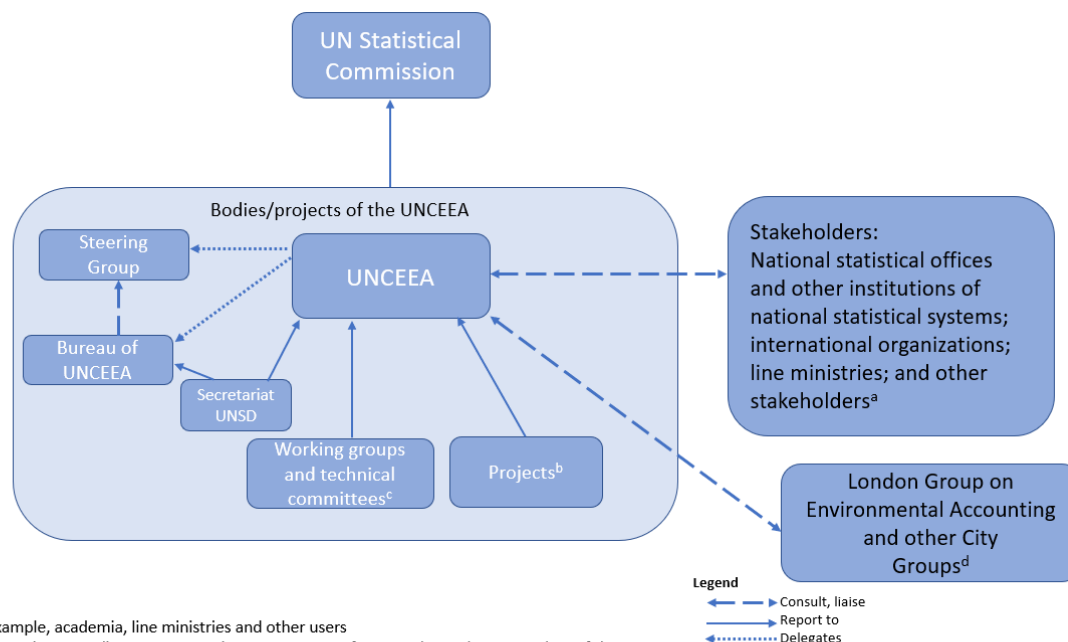 UN Statistical
Commission
Bodies/projects of the UNCEEA
Steering
Group
UNCEEA
Bureau of
UNCEEA
Secretariat
UNSD
Working groups
and technical
committeesᶜ
Projectsᵇ
Stakeholders:
National statistical offices
and other institutions of
national statistical systems;
international organizations;
line ministries; and other
stakeholdersᵃ
London Group on
Environmental Accounting
and other City
Groupsᵈ
Legend
Consult, liaise
Report to
Delegates
xample, academia, line ministries and other users